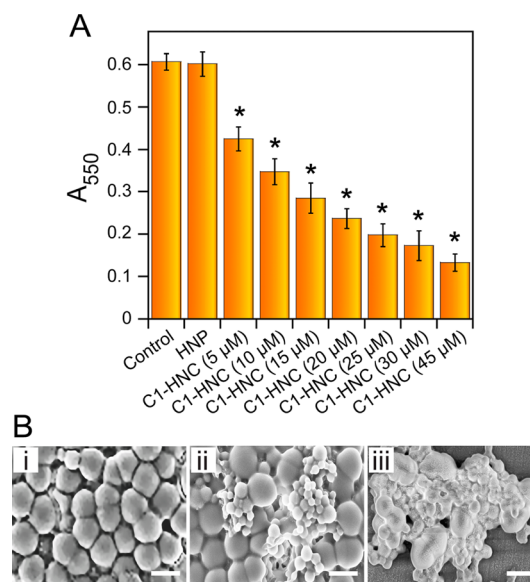 A
A550
0.6
0.5
0.4
0.3
0.2
0.1
0
* * * * * * *
Control
HNP
C1-HNC (5 µM)
C1-HNC (10 µM)
C1-HNC (15 µM)
C1-HNC (20 µM)
C1-HNC (25 µM)
C1-HNC (30 µM)
C1-HNC (45 µM)
B
i
ii
iii